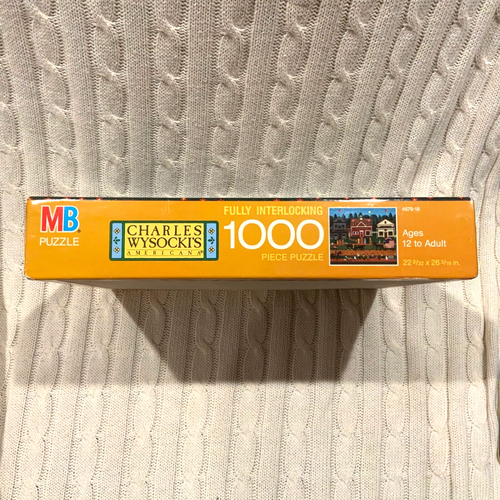 MB
PUZZLE
CHARLES
WYSOCKI'S
AMERICANA®
FULLY INTERLOCKING
1000
PIECE PUZZLE
Ages
12 to Adult